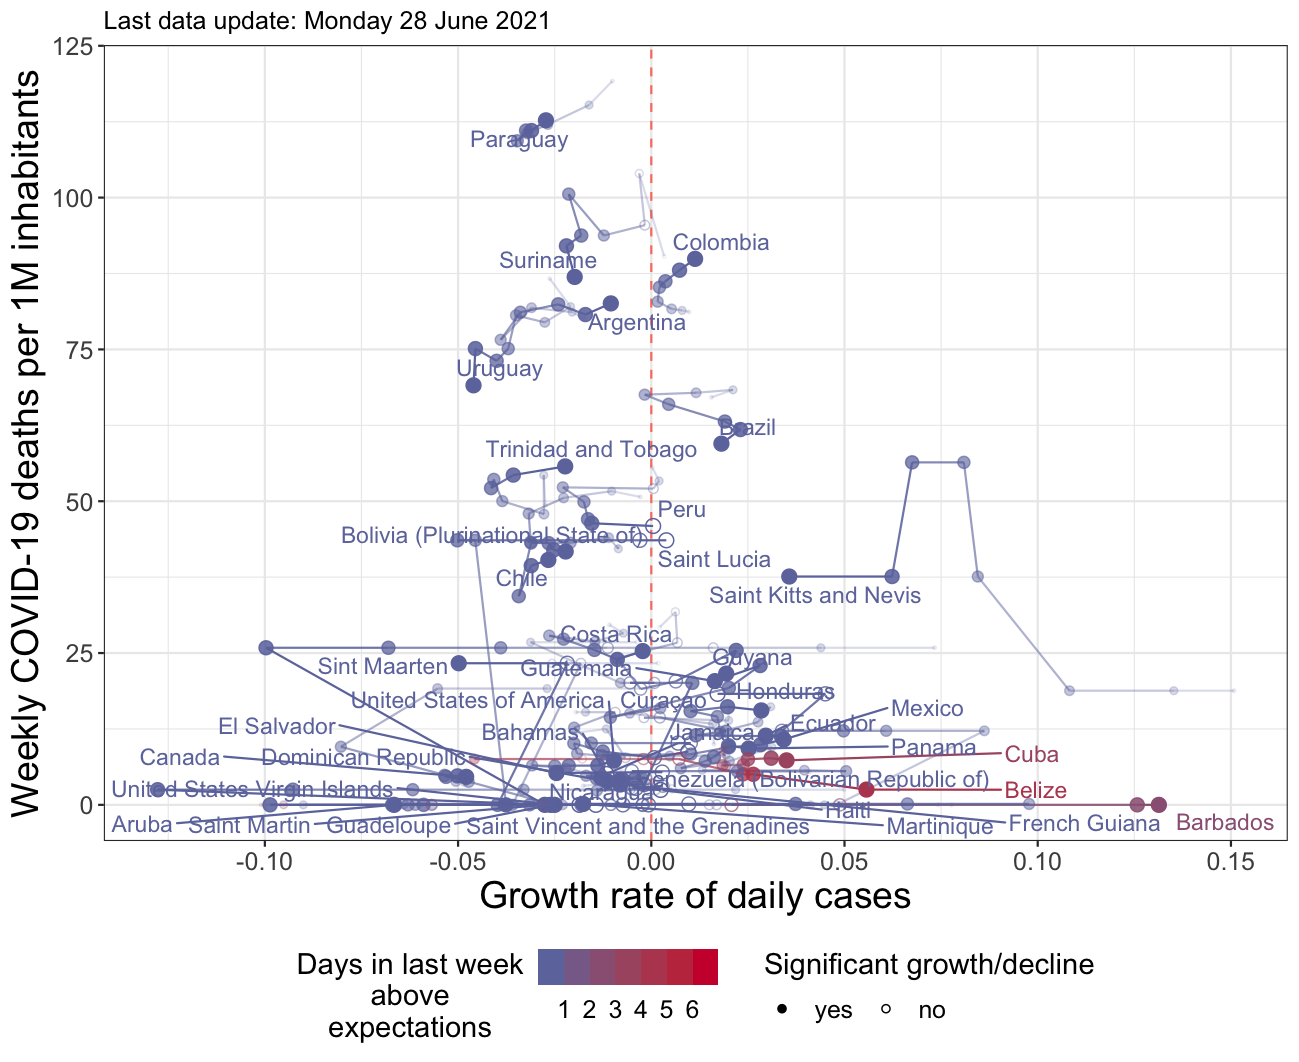 Last data update: Monday 28 June 2021
Weekly COVID-19 deaths per 1M inhabitants
125
100
75
50
25
0
Paraguay
Colombia
Suriname
Argentina
Uruguay
Brazil
Trinidad and Tobago
Peru
Bolivia (Plurinational State of)
Saint Lucia
Chile
Saint Kitts and Nevis
Costa Rica
Guyana
Sint Maarten
Guatemala
Honduras
United States of America
Curaçao
Mexico
El Salvador
Bahamas
Jamaica
Ecuador
Panama
Canada
Dominican Republic
Cuba
Venezuela (Bolivarian Republic of)
United States Virgin Islands
Nicaragua
Belize
Haiti
Aruba
Saint Martin
Guadeloupe
Saint Vincent and the Grenadines
Martinique
French Guiana
Barbados
-0.10
-0.05
0.00
0.05
0.10
0.15
Growth rate of daily cases
Days in last week
above
expectations
1 2 3 4 5 6
Significant growth/decline
yes
no